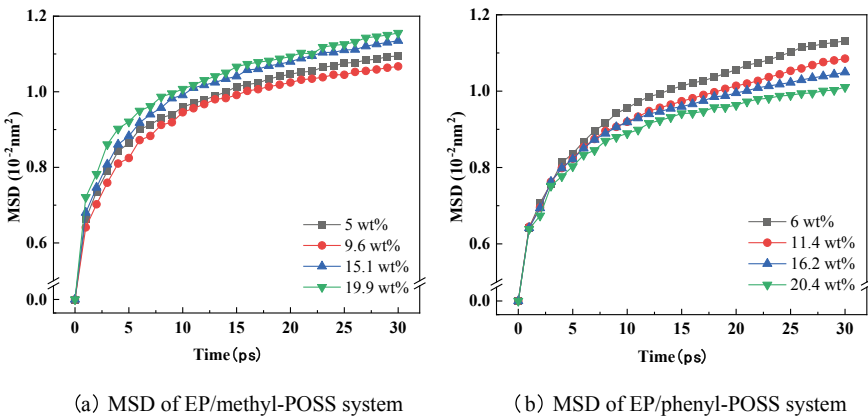 1.2
1.0
0.8
0.6
0.0
MSD (10⁻²nm²)
5 wt%
9.6 wt%
15.1 wt%
19.9 wt%
0 5 10 15 20 25 30
Time(ps)
(a) MSD of EP/methyl-POSS system
1.2
1.0
0.8
0.6
0.0
MSD (10⁻²nm²)
6 wt%
11.4 wt%
16.2 wt%
20.4 wt%
0 5 10 15 20 25 30
Time(ps)
(b) MSD of EP/phenyl-POSS system